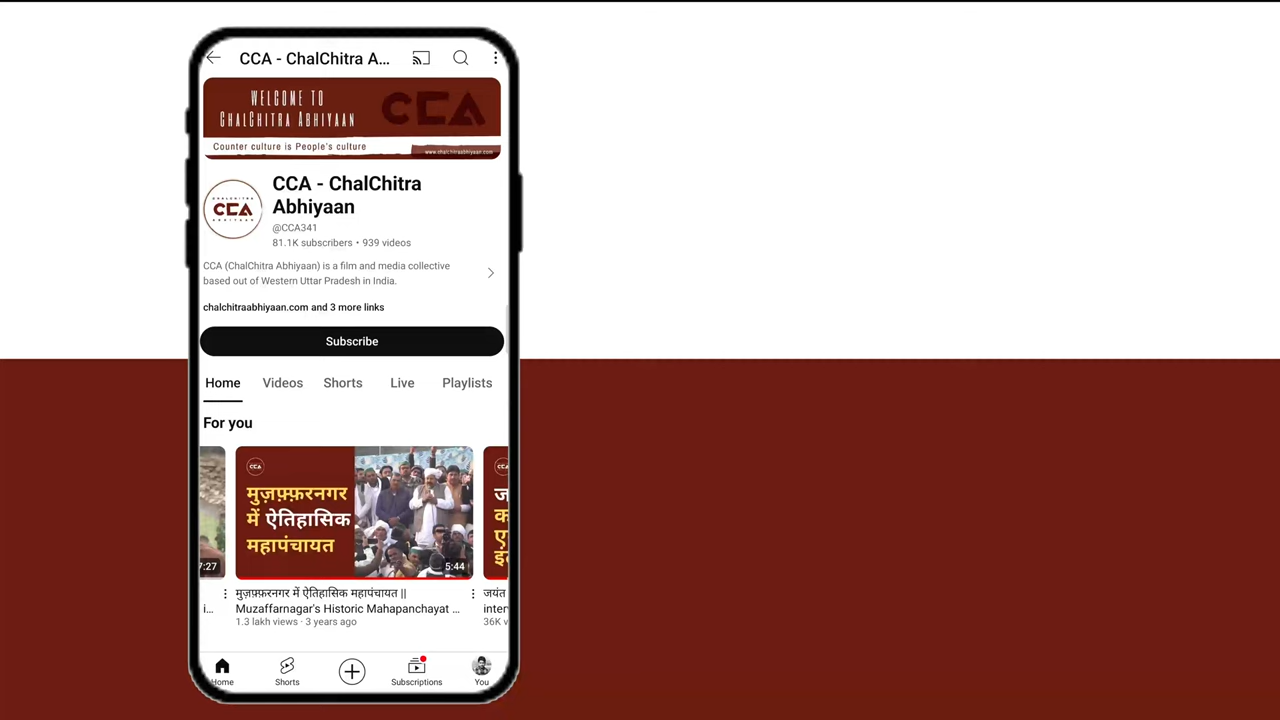 CCA - ChalChitra A...
WELCOME TO
CHALCHITRA ABHIYAAN
CCA
Counter culture is People's culture
www.chalchitraabhiyaan.com
CHALCHITRA
CCA
ABHIYAAN
CCA - ChalChitra
Abhiyaan
@CCA341
81.1K subscribers • 939 videos
CCA (ChalChitra Abhiyaan) is a film and media collective
based out of Western Uttar Pradesh in India.
chalchitraabhiyaan.com and 3 more links
Subscribe
Home Videos Shorts Live Playlists
For you
CCA
मुज़फ़्फ़रनगर
में ऐतिहासिक
महापंचायत
7:27
5:44
मुज़फ़्फ़रनगर में ऐतिहासिक महापंचायत ||
Muzaffarnagar's Historic Mahapanchayat ...
1.3 lakh views · 3 years ago
i...
जयंत
inter
36K v
Home Shorts Subscriptions You